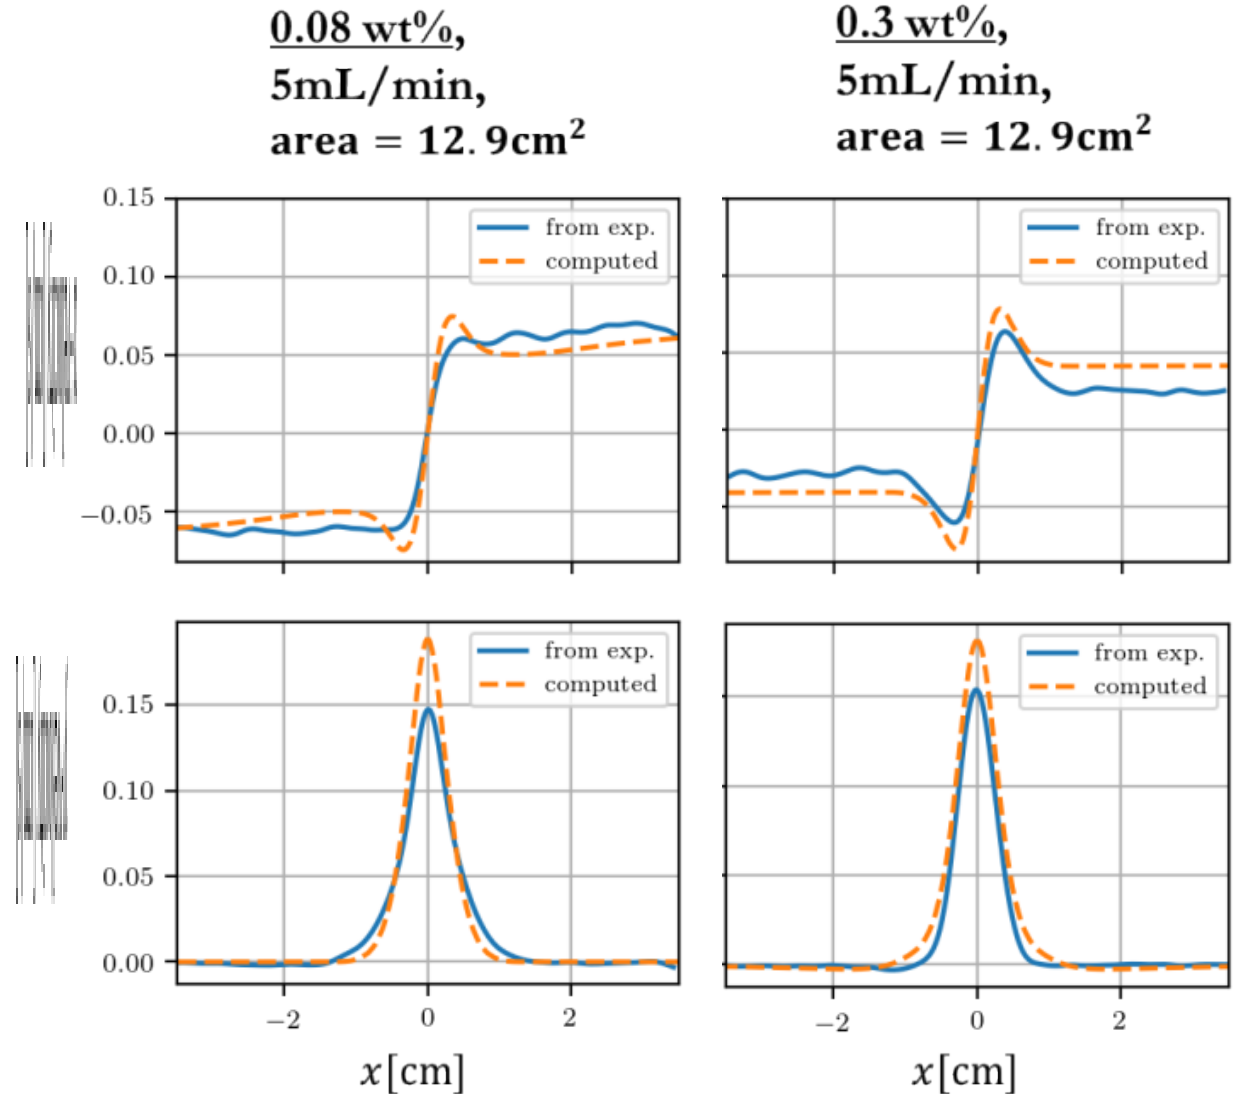 0.08 wt%,
5mL/min,
area = 12.9cm²
0.3 wt%,
5mL/min,
area = 12.9cm²
0.15
0.10
0.05
0.00
−0.05
from exp.
computed
from exp.
computed
0.15
0.10
0.05
0.00
from exp.
computed
from exp.
computed
−2
0
2
−2
0
2
x[cm]
x[cm]